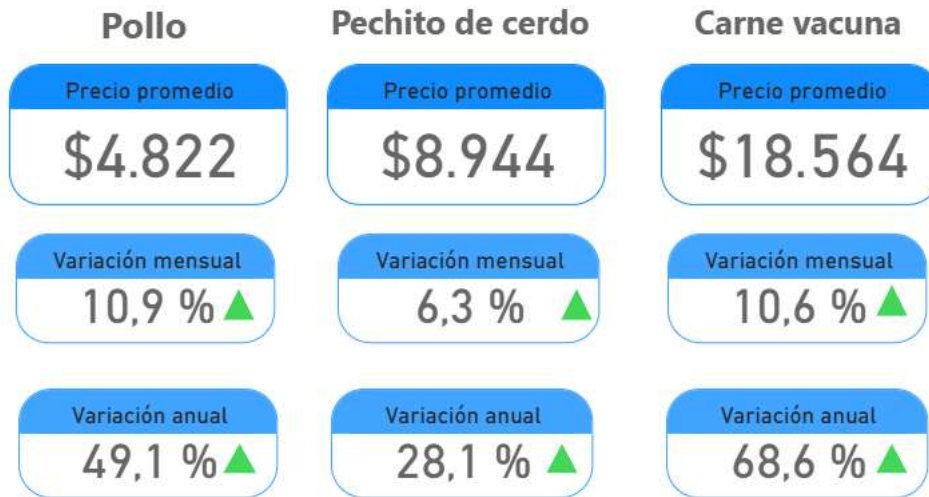 Pollo
Pechito de cerdo
Carne vacuna
Precio promedio
Precio promedio
Precio promedio
$4.822
$8.944
$18.564
Variación mensual
Variación mensual
Variación mensual
10,9 %
6,3 %
10,6 %
Variación anual
Variación anual
Variación anual
49,1 %
28,1 %
68,6 %